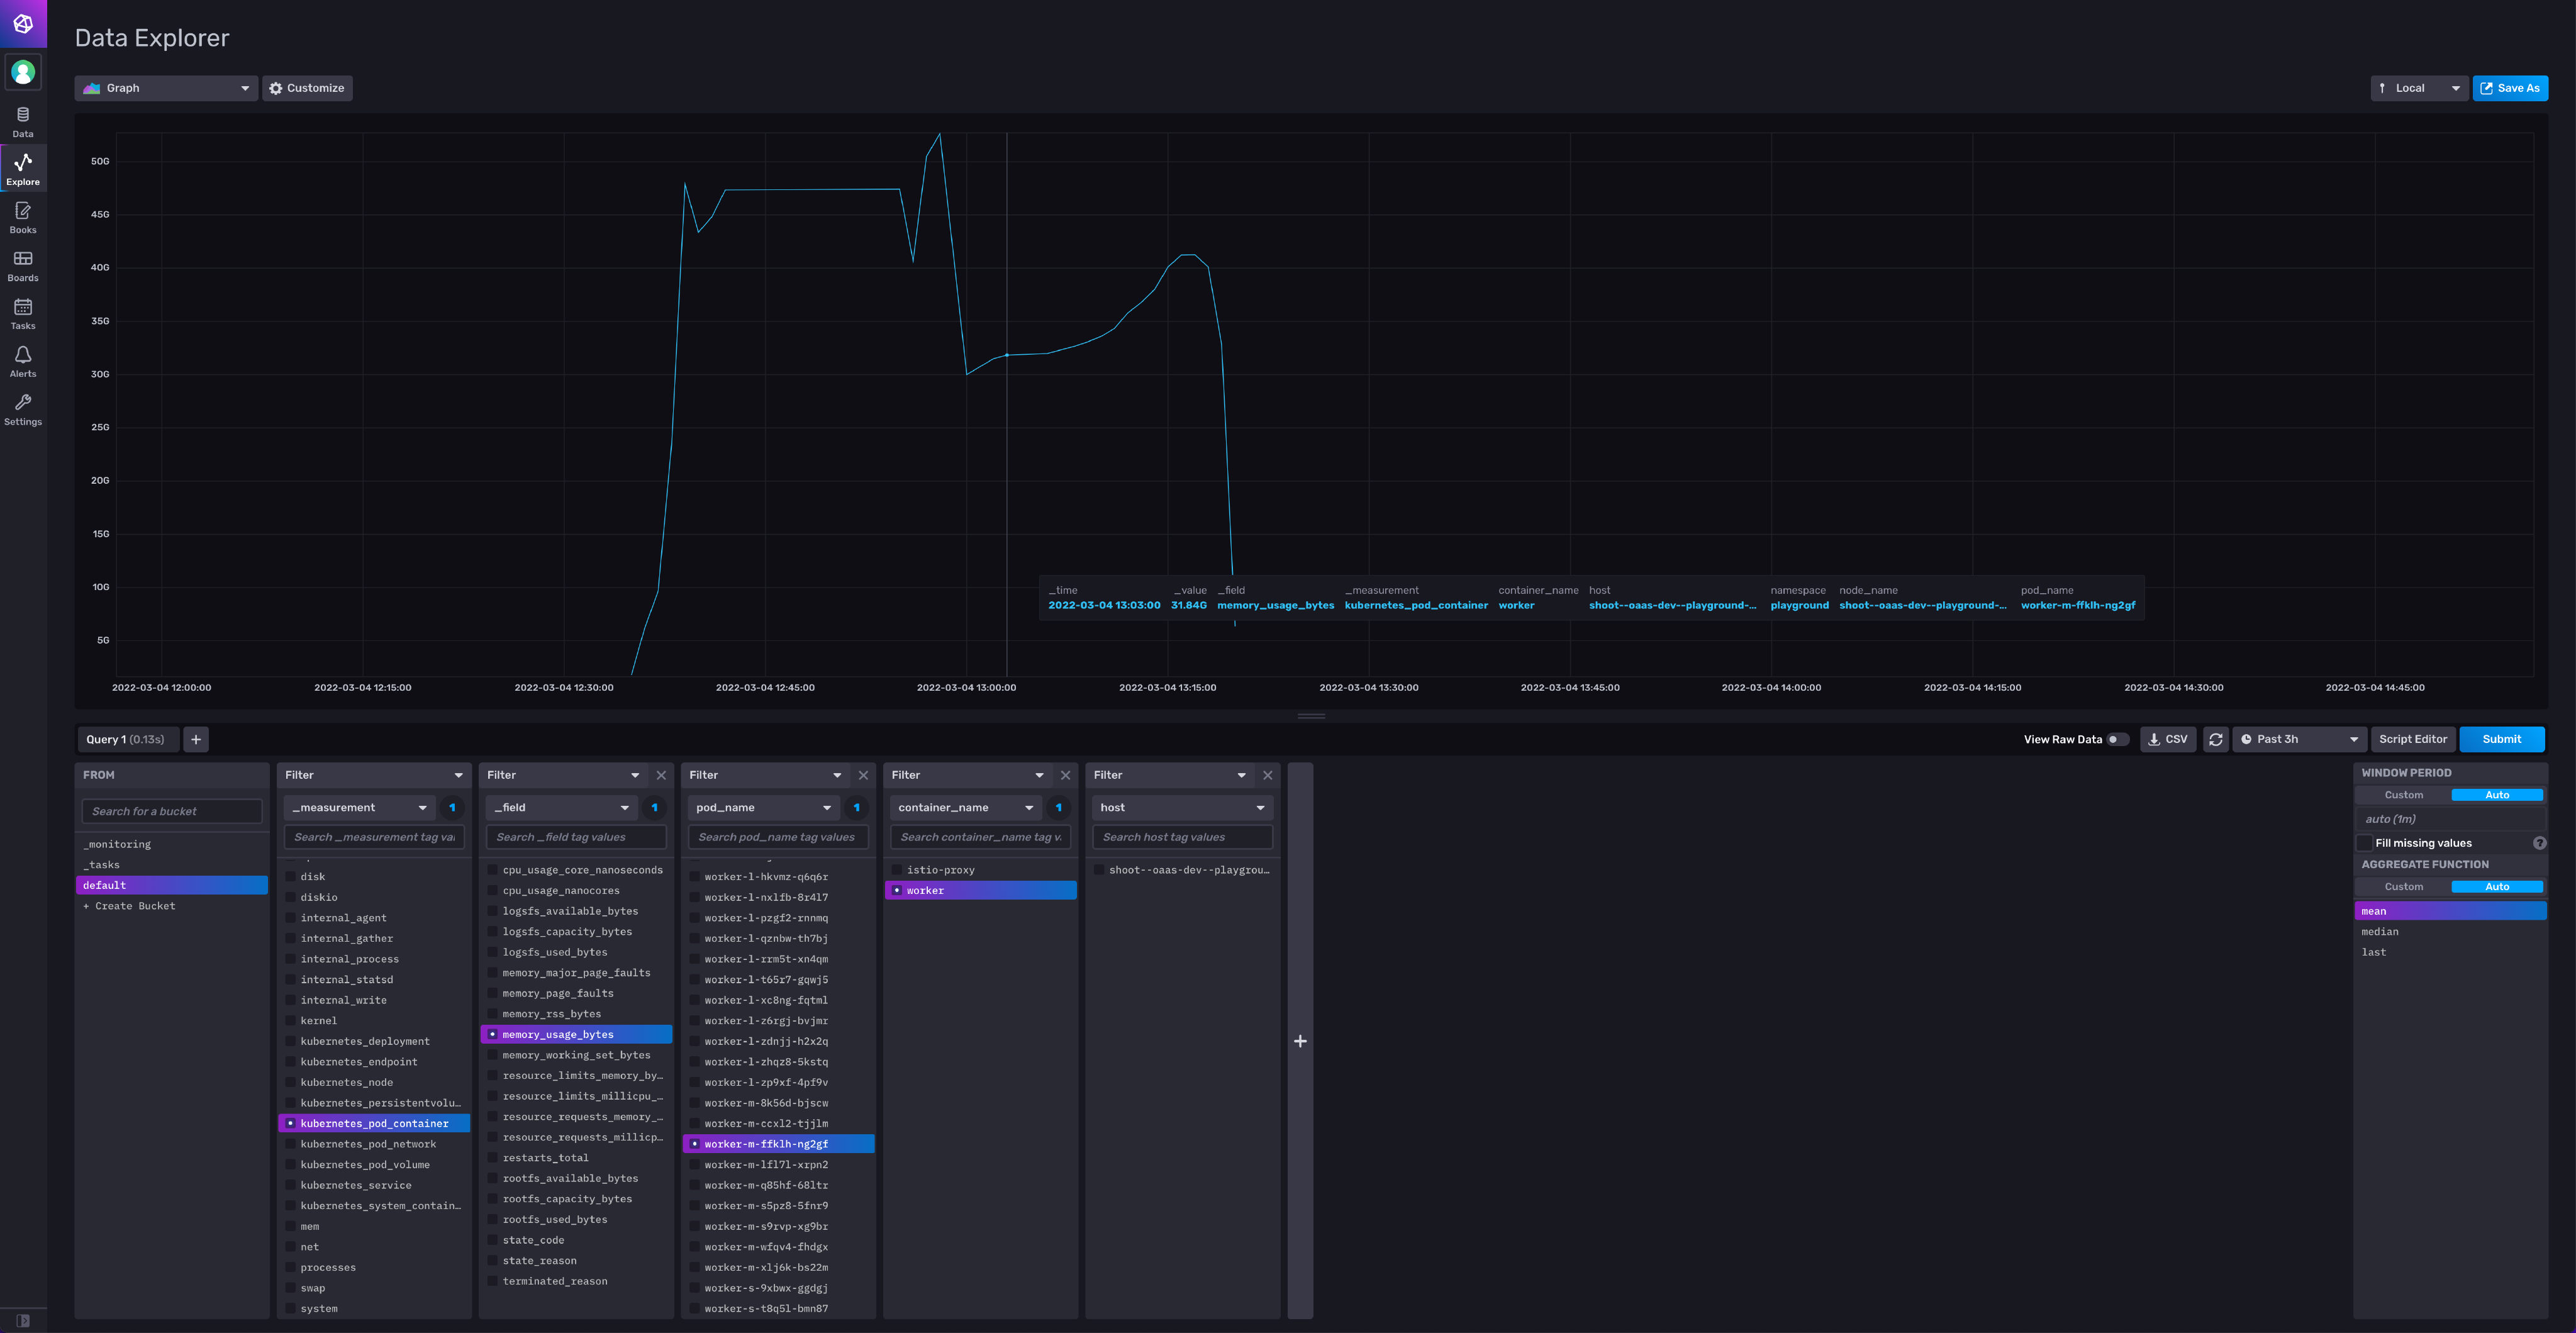 Data Explorer
Graph
Customize
Local
Save As
Data
Explore
Books
Boards
Tasks
Alerts
Settings
50G
45G
40G
35G
30G
25G
20G
15G
10G
5G
_time _value _field _measurement container_name host namespace node_name pod_name
2022-03-04 13:03:00 31.84G memory_usage_bytes kubernetes_pod_container worker shoot--oaas-dev--playground-... playground shoot--oaas-dev--playground-... worker-m-ffklh-ng2gf
2022-03-04 12:00:00 2022-03-04 12:15:00 2022-03-04 12:30:00 2022-03-04 12:45:00 2022-03-04 13:00:00 2022-03-04 13:15:00 2022-03-04 13:30:00 2022-03-04 13:45:00 2022-03-04 14:00:00 2022-03-04 14:15:00 2022-03-04 14:30:00 2022-03-04 14:45:00
Query 1 (0.13s)
+
View Raw Data
CSV
Past 3h
Script Editor
Submit
FROM
Search for a bucket
_monitoring
_tasks
default
+ Create Bucket
Filter
_measurement 1
Search _measurement tag val
disk
diskio
internal_agent
internal_gather
internal_process
internal_statsd
internal_write
kernel
kubernetes_deployment
kubernetes_endpoint
kubernetes_node
kubernetes_persistentvolu…
kubernetes_pod_container
kubernetes_pod_network
kubernetes_pod_volume
kubernetes_service
kubernetes_system_contain…
mem
net
processes
swap
system
Filter
_field 1
Search _field tag values
cpu_usage_core_nanoseconds
cpu_usage_nanocores
logsfs_available_bytes
logsfs_capacity_bytes
logsfs_used_bytes
memory_major_page_faults
memory_page_faults
memory_rss_bytes
memory_usage_bytes
memory_working_set_bytes
resource_limits_memory_by…
resource_limits_millicpu_…
resource_requests_memory_…
resource_requests_millicp…
restarts_total
rootfs_available_bytes
rootfs_capacity_bytes
rootfs_used_bytes
state_code
state_reason
terminated_reason
Filter
pod_name 1
Search pod_name tag values
worker-l-hkvmz-q6q6r
worker-l-nxlfb-8r4l7
worker-l-pzgf2-rnnmq
worker-l-qznbw-th7bj
worker-l-rrm5t-xn4qm
worker-l-t65r7-gqwj5
worker-l-xc8ng-fqtml
worker-l-z6rgj-bvjmr
worker-l-zdnjj-h2x2q
worker-l-zhqz8-5kstq
worker-l-zp9xf-4pf9v
worker-m-8k56d-bjscw
worker-m-ccxl2-tjjlm
worker-m-ffklh-ng2gf
worker-m-lfl7l-xrpn2
worker-m-q85hf-68ltr
worker-m-s5pz8-5fnr9
worker-m-s9rvp-xg9br
worker-m-wfqv4-fhdgx
worker-m-xlj6k-bs22m
worker-s-9xbwx-ggdgj
worker-s-t8q5l-bmn87
Filter
container_name 1
Search container_name tag v.
istio-proxy
worker
Filter
host
Search host tag values
shoot--oaas-dev--playgrou…
+
WINDOW PERIOD
Custom Auto
auto (1m)
Fill missing values ?
AGGREGATE FUNCTION
Custom Auto
mean
median
last